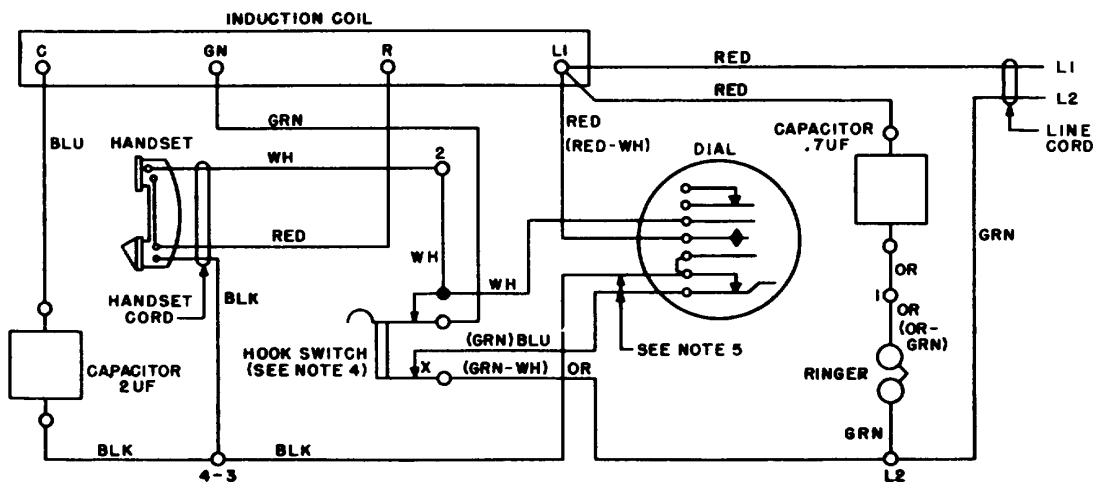 INDUCTION COIL
C
GN
R
L1
RED
L1
RED
L2
GRN
BLU
HANDSET
WH
2
RED
(RED-WH)
DIAL
CAPACITOR
.7UF
LINE
CORD
RED
WH
WH
GRN
OR
HANDSET
CORD
BLK
1
OR
(OR-
GRN)
HOOK SWITCH
(SEE NOTE 4)
(GRN) BLU
SEE NOTE 5
X
(GRN-WH)
OR
CAPACITOR
2UF
RINGER
GRN
BLK
4-3
BLK
L2